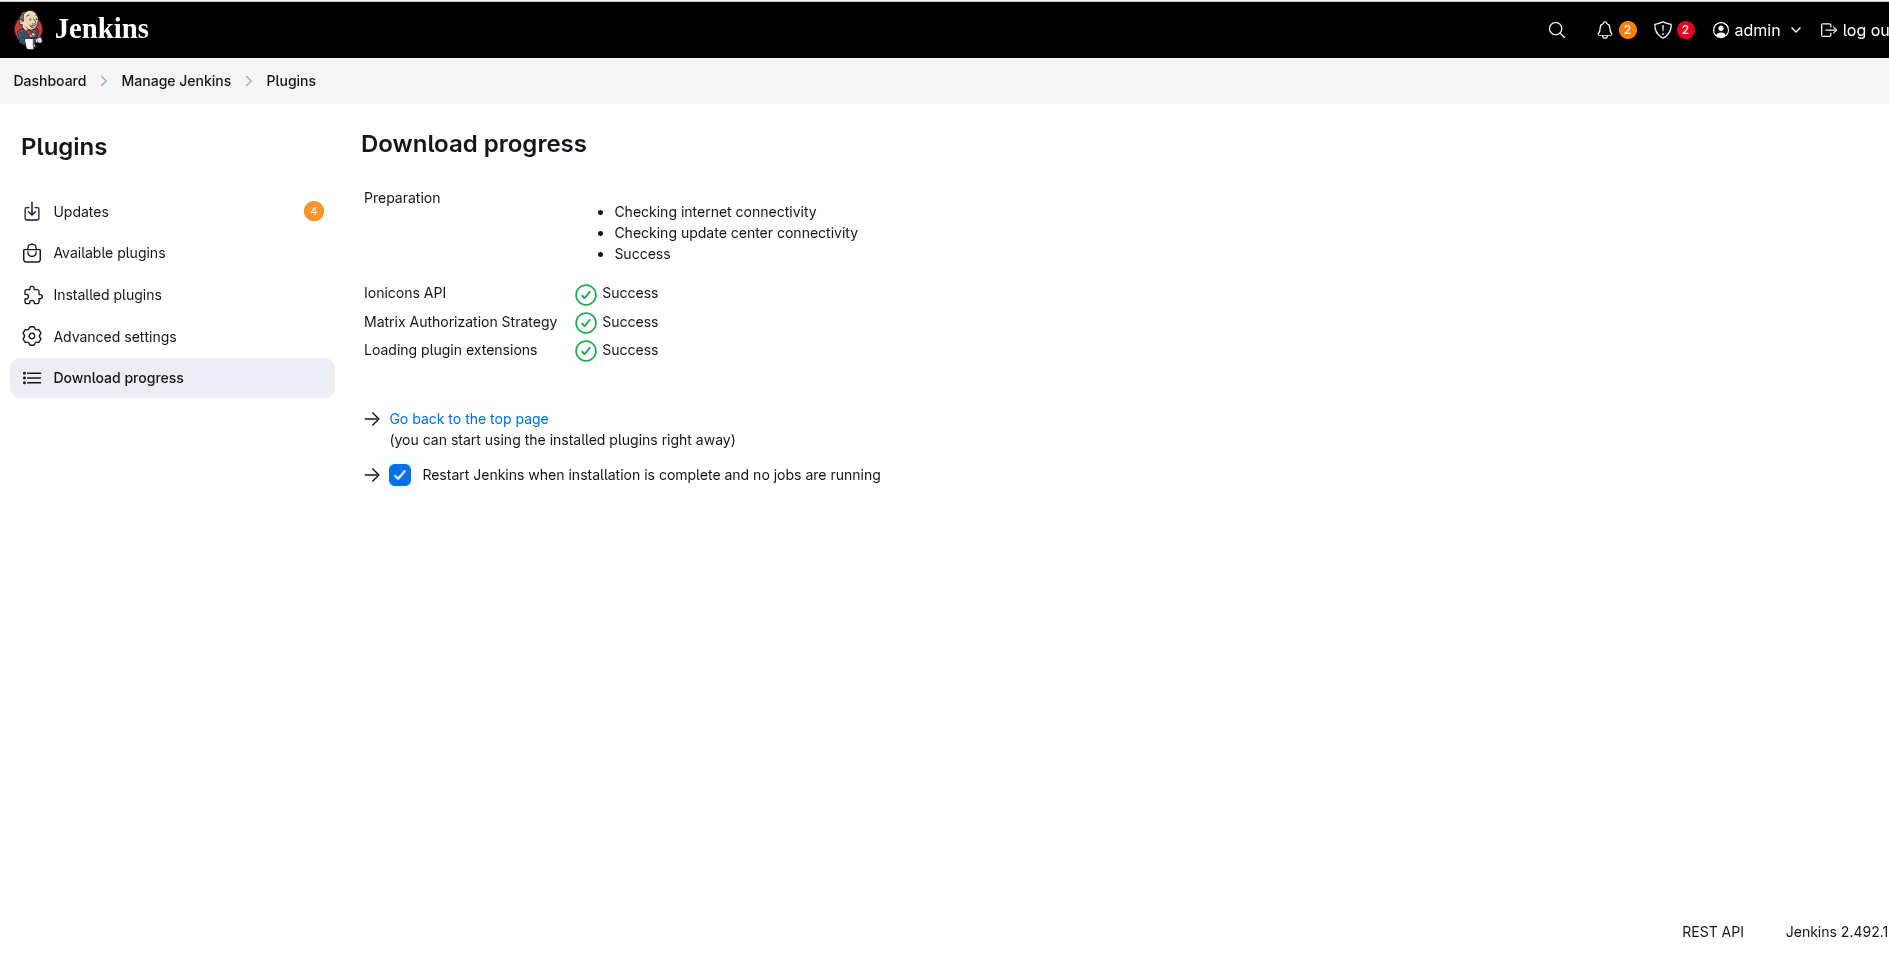 Jenkins
2
2
admin
log ou
Dashboard
Manage Jenkins
Plugins
Plugins
Updates
4
Available plugins
Installed plugins
Advanced settings
Download progress
Download progress
Preparation
Checking internet connectivity
Checking update center connectivity
Success
Ionicons API Success
Matrix Authorization Strategy Success
Loading plugin extensions Success
Go back to the top page
(you can start using the installed plugins right away)
Restart Jenkins when installation is complete and no jobs are running
REST API
Jenkins 2.492.1